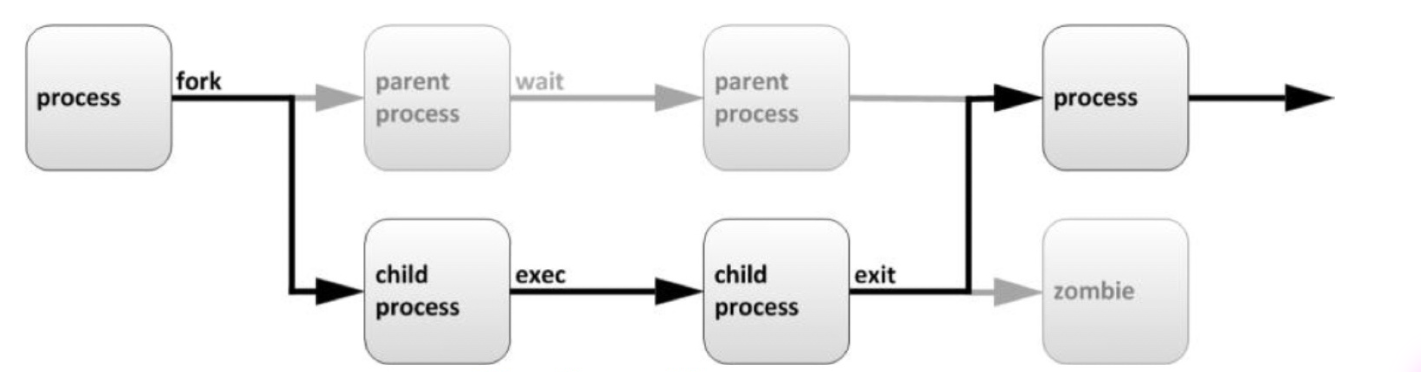 process
fork
parent
process
wait
parent
process
process
child
process
exec
child
process
exit
zombie